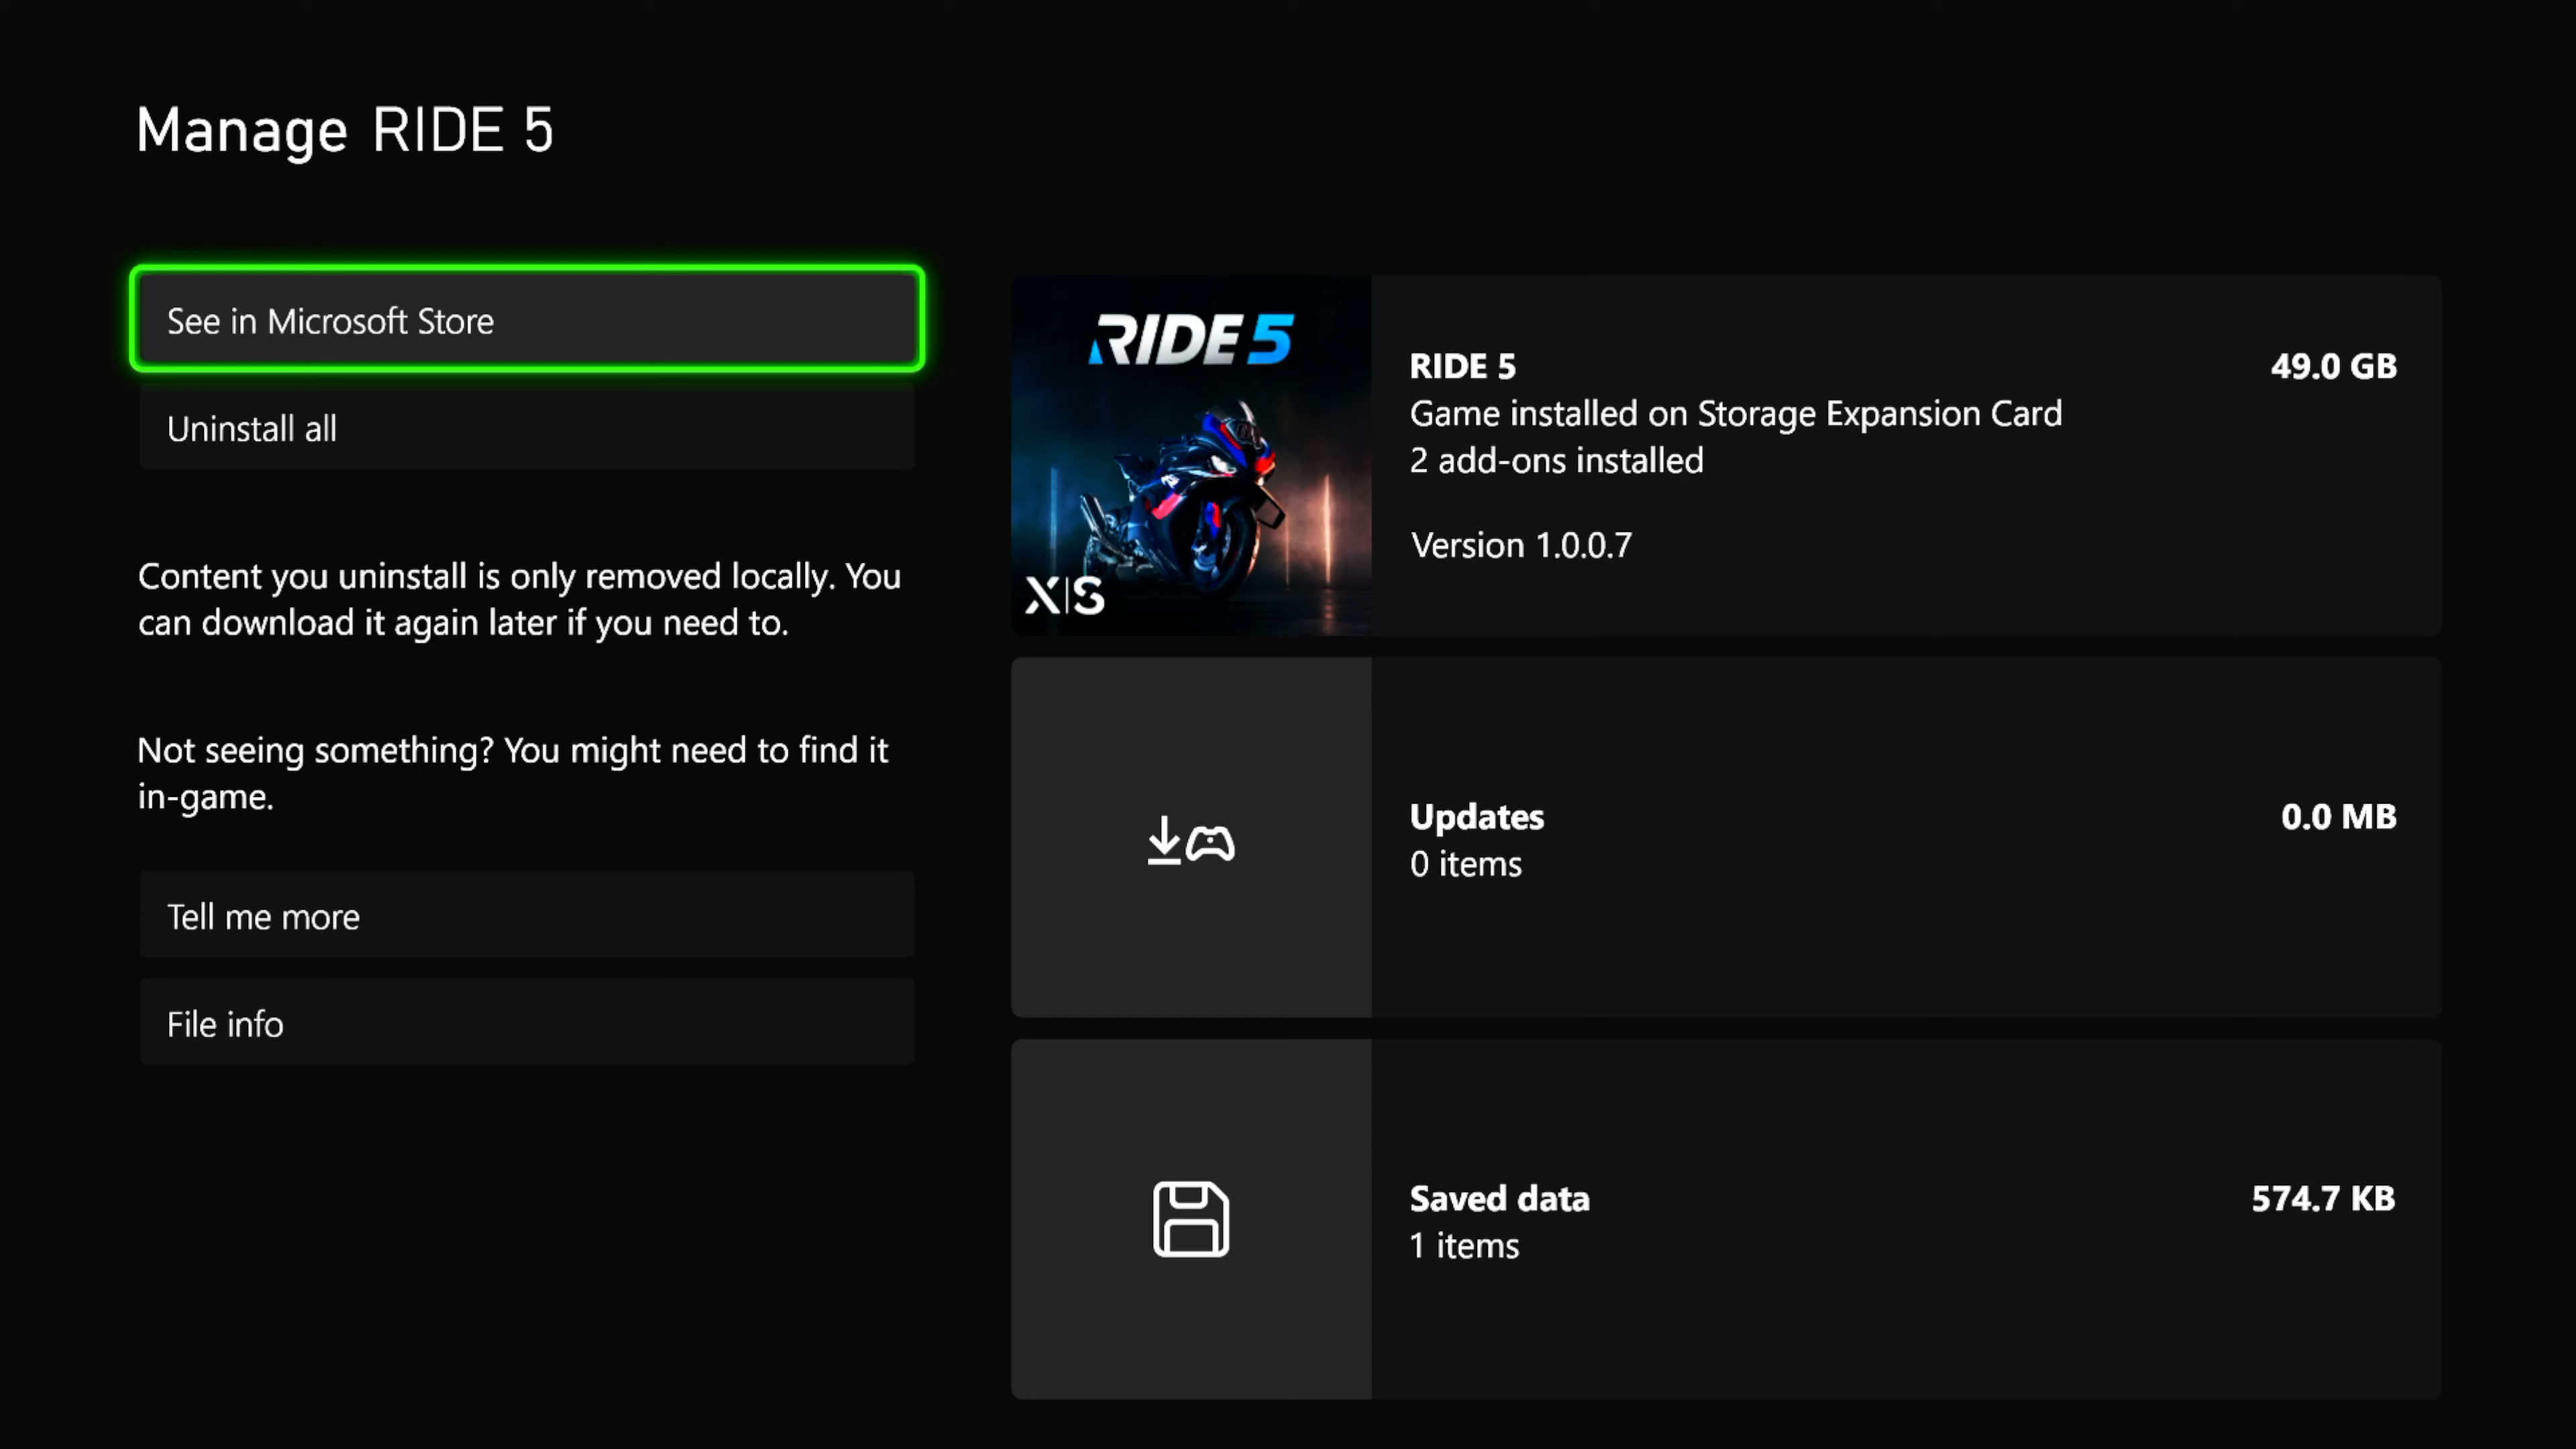 Manage RIDE 5
See in Microsoft Store
Uninstall all
Content you uninstall is only removed locally. You
can download it again later if you need to.
Not seeing something? You might need to find it
in-game.
Tell me more
File info
RIDE 5
X|S
RIDE 5
49.0 GB
Game installed on Storage Expansion Card
2 add-ons installed
Version 1.0.0.7
Updates
0.0 MB
0 items
Saved data
574.7 KB
1 items